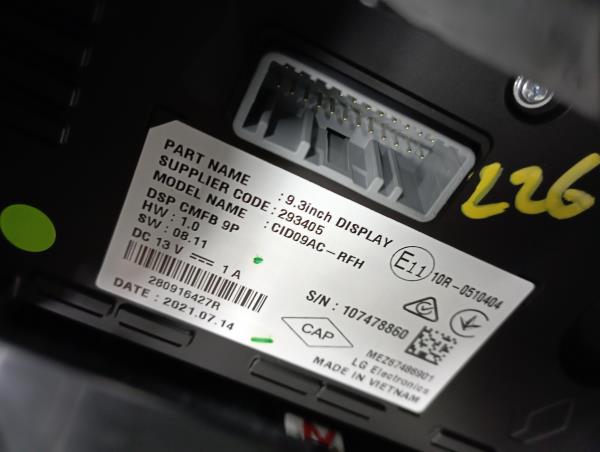 PART NAME : 9.3inch DISPLAY
SUPPLIER CODE : 293405
MODEL NAME : CID09AC-RFH
DSP CMFB 9P
HW : 1.0
SW : 08.11
DC 13 V 1 A
280916427R
DATE : 2021.07.14
E11 10R-0510404
S/N : 107478860
CAP
MEZ67486901
LG Electronics
MADE IN VIETNAM
226